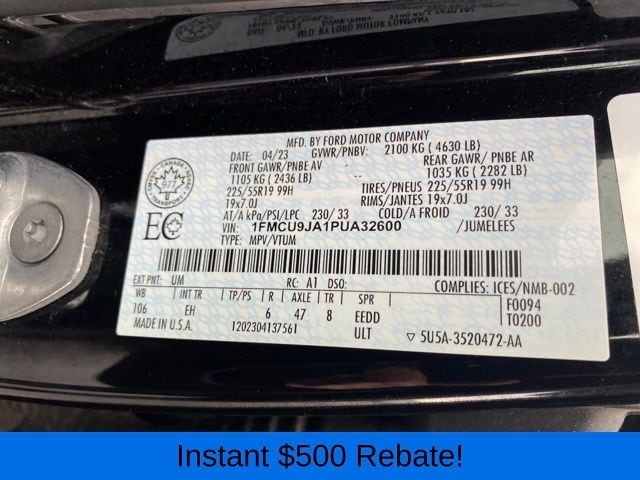 MFD. BY FORD MOTOR COMPANY
DATE: 04/23 GVWR/PNBV: 2100 KG ( 4630 LB)
FRONT GAWR/PNBE AV REAR GAWR/ PNBE AR
1105 KG ( 2436 LB) 1035 KG ( 2282 LB)
225/55R19 99H TIRES/PNEUS 225/55R19 99H
19x7.0J RIMS/JANTES 19x7.0J
AT/A kPa/PSI/LPC 230/ 33 COLD/A FROID 230/ 33
VIN: 1FMCU9JA1PUA32600 /JUMELEES
TYPE: MPV/VTUM
EXT PNT: UM RC: A1 DSO: COMPLIES: ICES/NMB-002
WB INT TR TP/PS R AXLE TR SPR F0094
106 EH 6 47 8 EEDD T0200
MADE IN U.S.A. 1202304137561 ULT ▽ 5U5A-3520472-AA
EC
CANADA
977
Instant $500 Rebate!